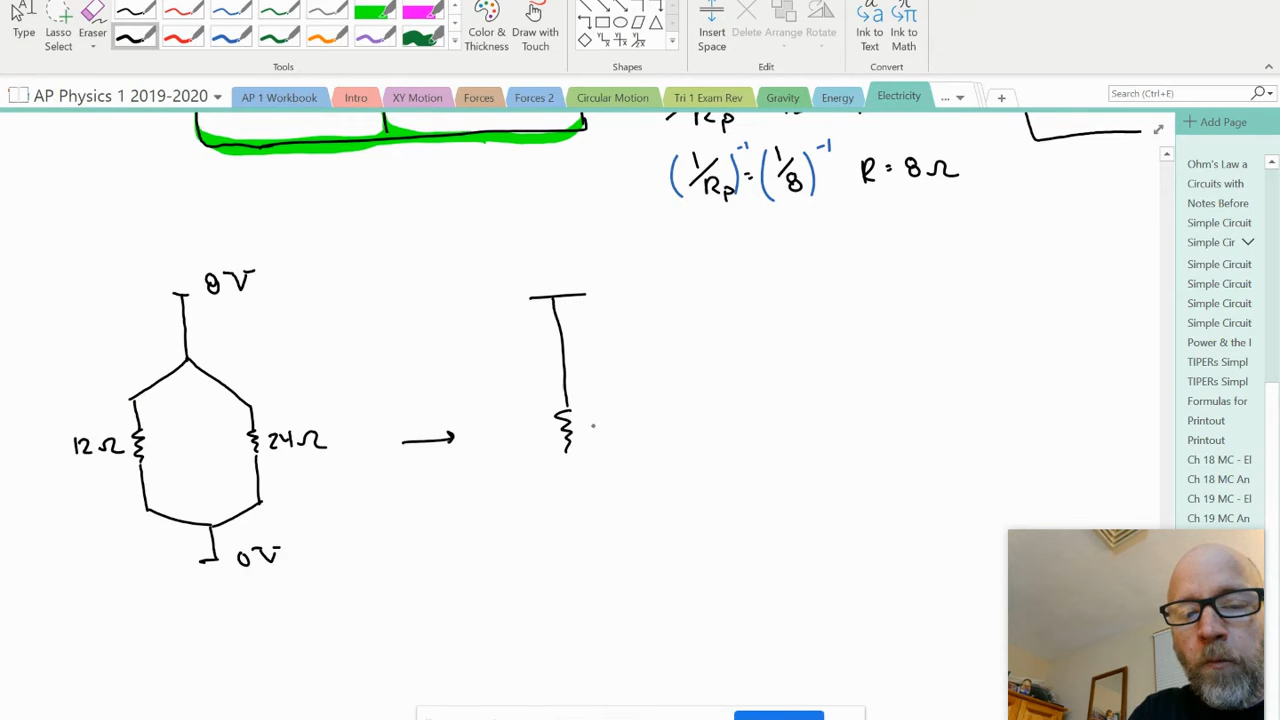 Type
Lasso
Select
Eraser
Color &
Thickness
Draw with
Touch
Insert
Space
Delete
Arrange
Rotate
Ink to
Text
Ink to
Math
Tools
Shapes
Edit
Convert
AP Physics 1 2019-2020
AP 1 Workbook
Intro
XY Motion
Forces
Forces 2
Circular Motion
Tri 1 Exam Rev
Gravity
Energy
Electricity
...
Search (Ctrl+E)
Add Page
Ohm's Law a
Circuits with
Notes Before
Simple Circuit
Simple Cir
Simple Circuit
Simple Circuit
Simple Circuit
Simple Circuit
Power & the I
TIPERs Simpl
TIPERs Simpl
Formulas for
Printout
Printout
Ch 18 MC - El
Ch 18 MC An
Ch 19 MC - El
Ch 19 MC An
(1/Rp)⁻¹ = (1/8)⁻¹ R = 8Ω
8V
12Ω
24Ω
0V